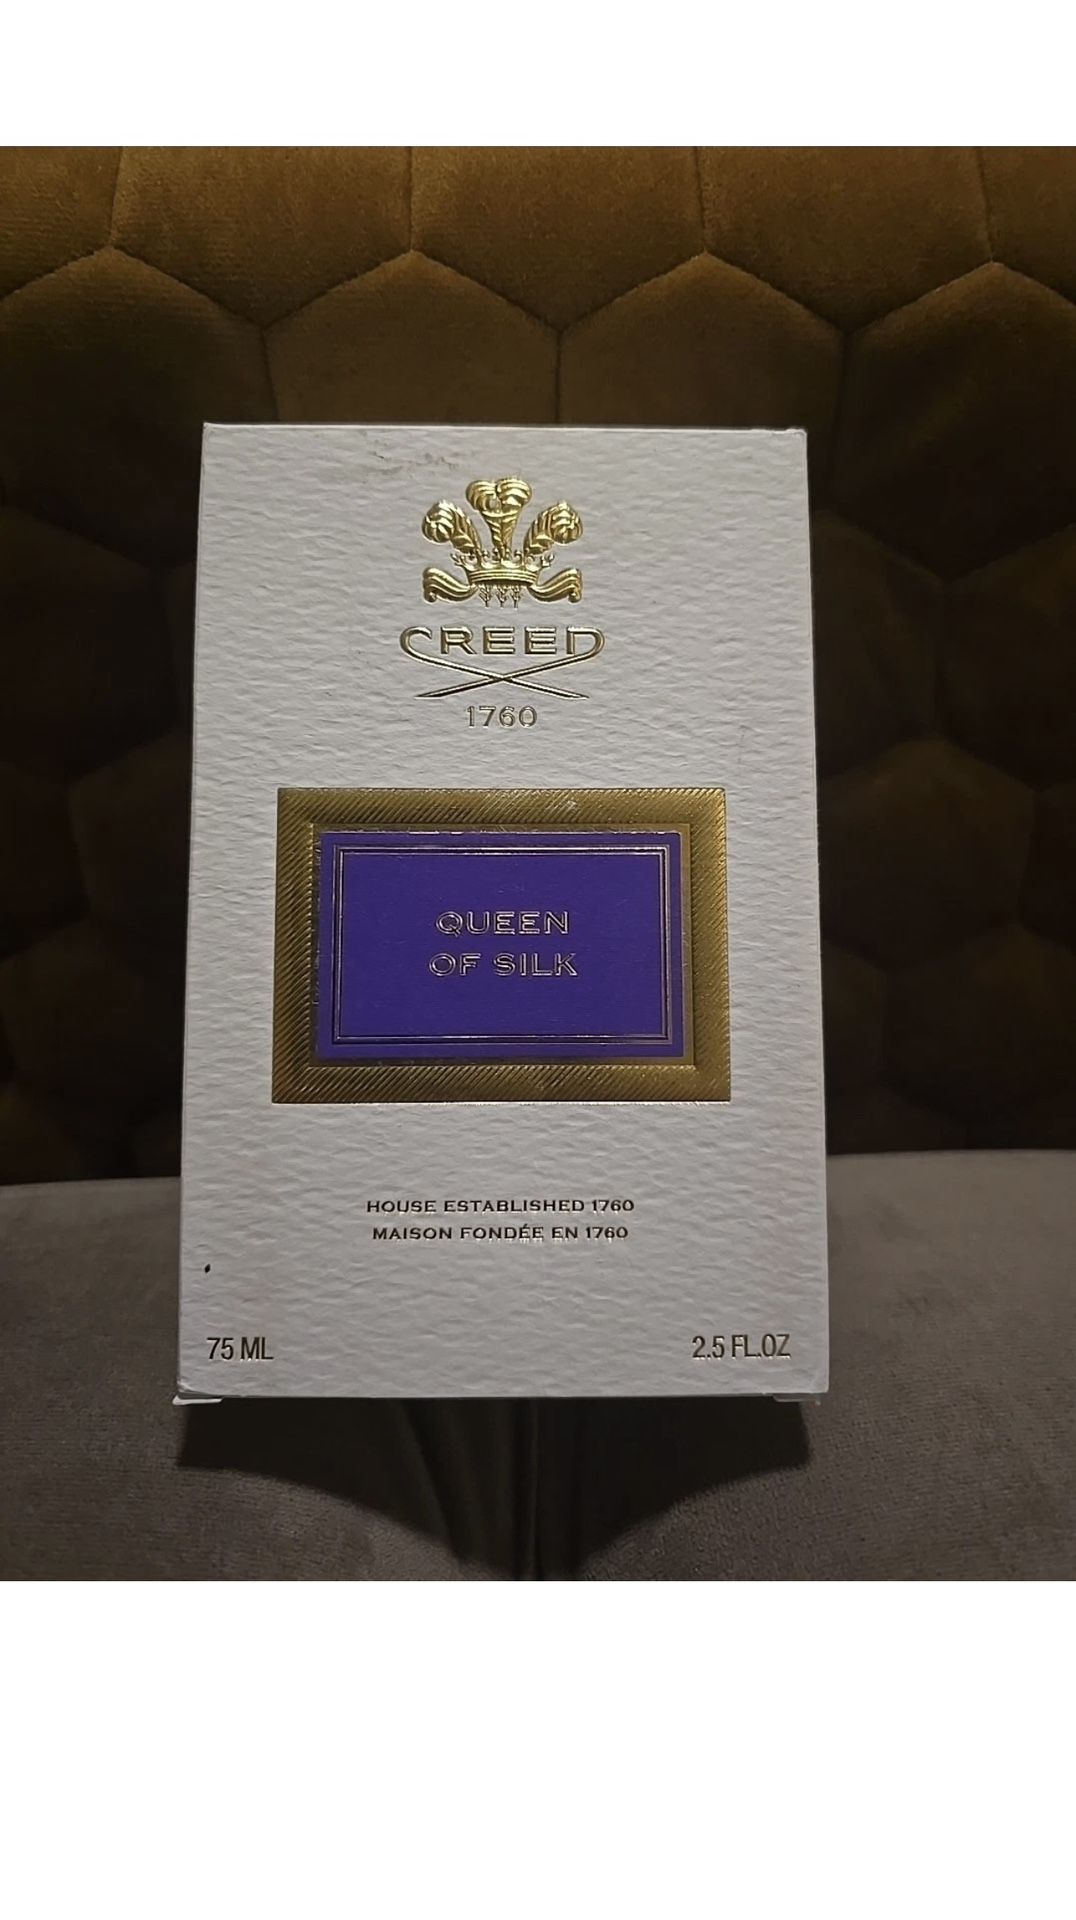 CREED
1760
QUEEN
OF SILK
HOUSE ESTABLISHED 1760
MAISON FONDÉE EN 1760
75 ML
2.5 FL.OZ